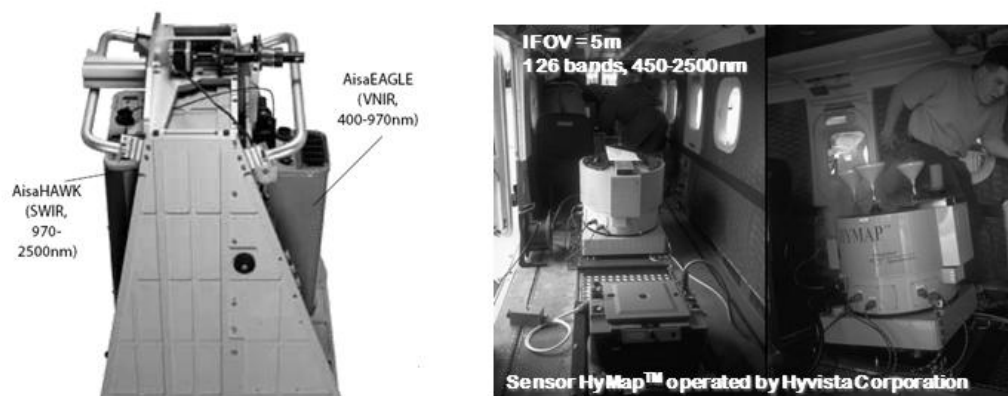 AisaEAGLE
(VNIR,
400-970nm)
AisaHAWK
(SWIR,
970-
2500nm)
IFOV = 5m
126 bands, 450-2500nm
HYMAP™
Sensor HyMap™ operated by Hyvista Corporation